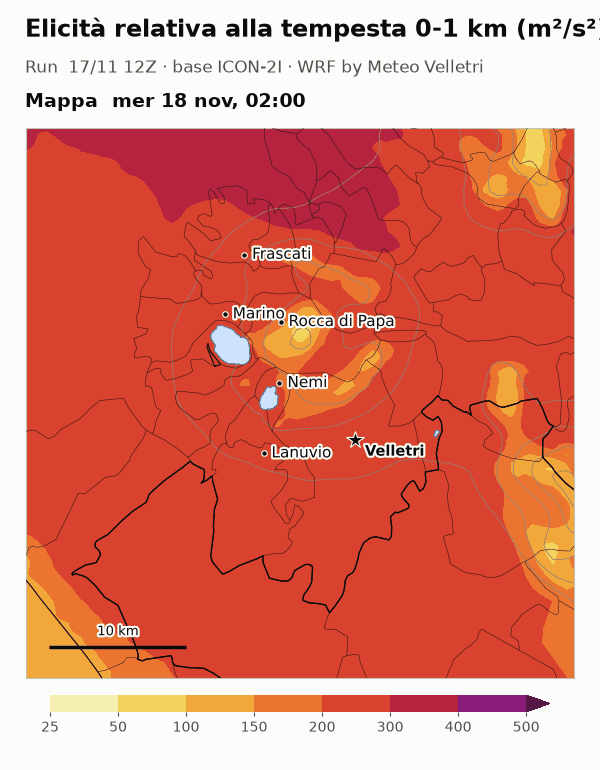 Elicità relativa alla tempesta 0-1 km (m²/s²)
Run 17/11 12Z · base ICON-2I · WRF by Meteo Velletri
Mappa mer 18 nov, 02:00
Frascati
Marino
Rocca di Papa
Nemi
Velletri
Lanuvio
10 km
25 50 100 150 200 300 400 500